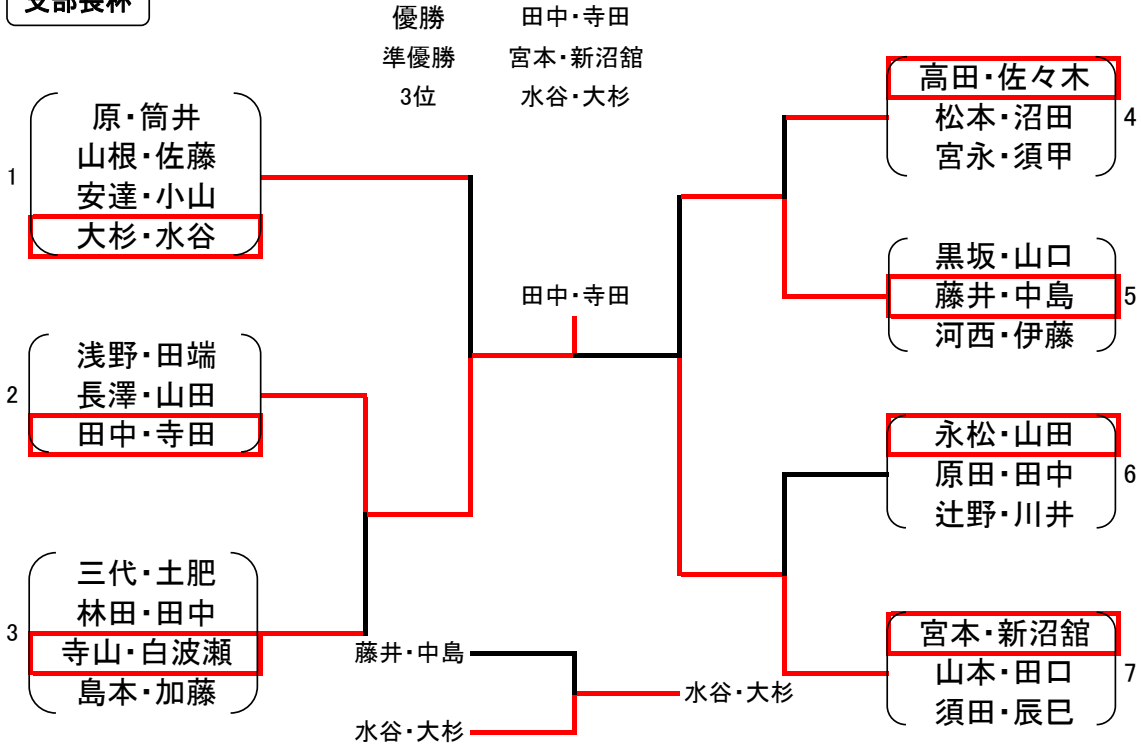 支部長杯
優勝 田中・寺田
準優勝 宮本・新沼舘
3位 水谷・大杉
1
原・筒井
山根・佐藤
安達・小山
大杉・水谷
2
浅野・田端
長澤・山田
田中・寺田
3
三代・土肥
林田・田中
寺山・白波瀬
島本・加藤
田中・寺田
藤井・中島
水谷・大杉
水谷・大杉
高田・佐々木
松本・沼田
宮永・須甲
4
黒坂・山口
藤井・中島
河西・伊藤
5
永松・山田
原田・田中
辻野・川井
6
宮本・新沼舘
山本・田口
須田・辰巳
7